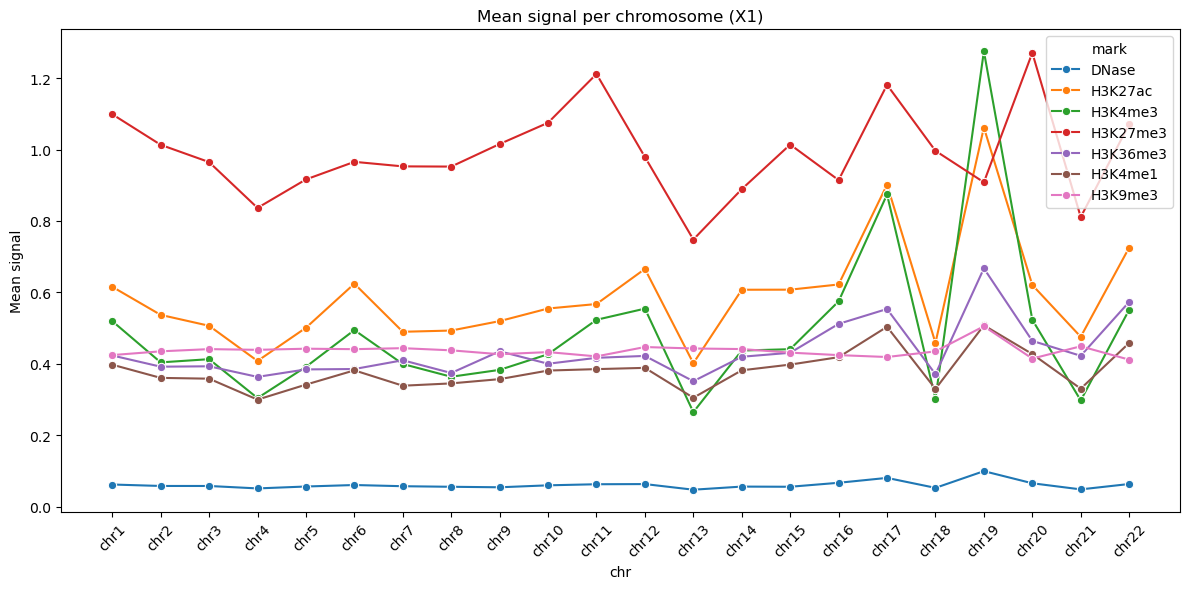 Mean signal per chromosome (X1)
Mean signal
1.2
1.0
0.8
0.6
0.4
0.2
0.0
mark
DNase
H3K27ac
H3K4me3
H3K27me3
H3K36me3
H3K4me1
H3K9me3
chr1 chr2 chr3 chr4 chr5 chr6 chr7 chr8 chr9 chr10 chr11 chr12 chr13 chr14 chr15 chr16 chr17 chr18 chr19 chr20 chr21 chr22
chr